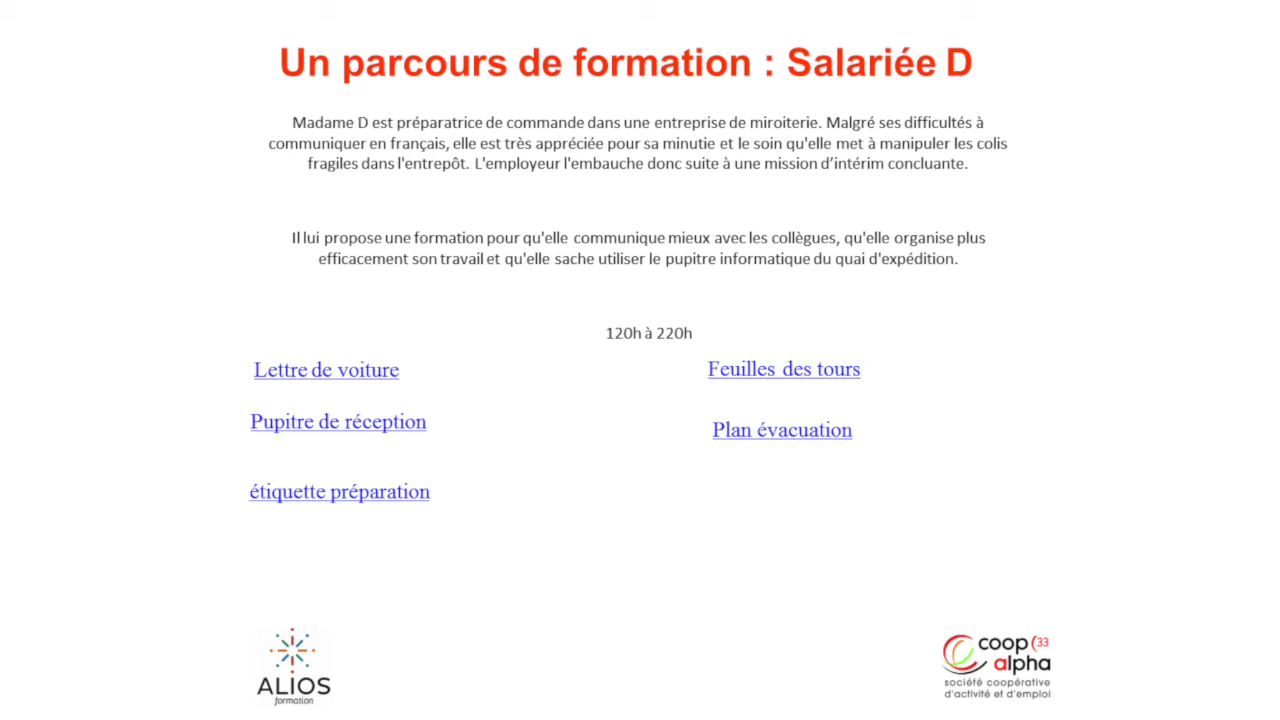 Un parcours de formation : Salariée D
Madame D est préparatrice de commande dans une entreprise de miroiterie. Malgré ses difficultés à
communiquer en français, elle est très appréciée pour sa minutie et le soin qu'elle met à manipuler les colis
fragiles dans l'entrepôt. L'employeur l'embauche donc suite à une mission d’intérim concluante.
Il lui propose une formation pour qu'elle communique mieux avec les collègues, qu'elle organise plus
efficacement son travail et qu'elle sache utiliser le pupitre informatique du quai d'expédition.
120h à 220h
Lettre de voiture
Feuilles des tours
Pupitre de réception
Plan évacuation
étiquette préparation
ALIOS
formation
coop (33
alpha
société coopérative
d'activité et d'emploi